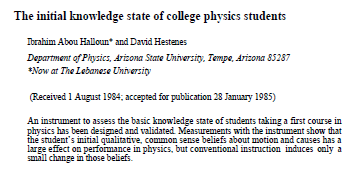 The initial knowledge state of college physics students
Ibrahim Abou Halloun* and David Hestenes
Department of Physics, Arizona State University, Tempe, Arizona 85287
*Now at The Lebanese University
(Received 1 August 1984; accepted for publication 28 January 1985)
An instrument to assess the basic knowledge state of students taking a first course in
physics has been designed and validated. Measurements with the instrument show that
the student's initial qualitative, common sense beliefs about motion and causes has a
large effect on performance in physics, but conventional instruction induces only a
small change in those beliefs.